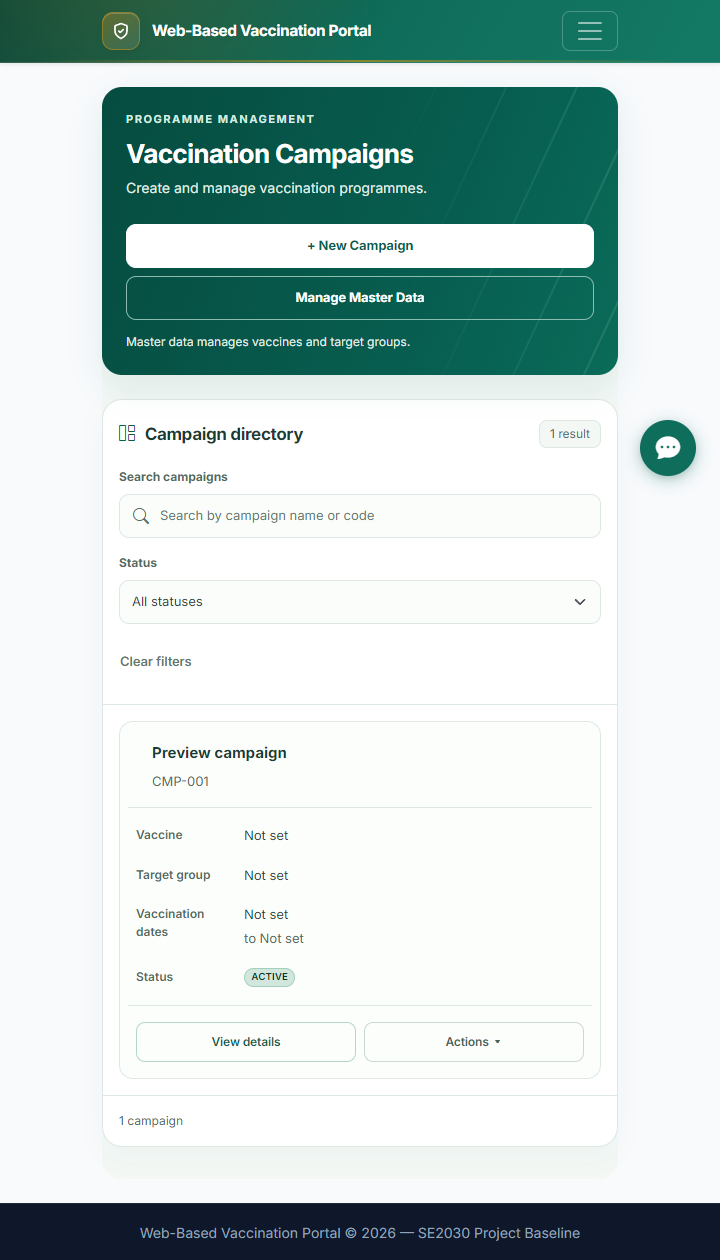 Web-Based Vaccination Portal
PROGRAMME MANAGEMENT
Vaccination Campaigns
Create and manage vaccination programmes.
+ New Campaign
Manage Master Data
Master data manages vaccines and target groups.
Campaign directory
1 result
Search campaigns
Search by campaign name or code
Status
All statuses
Clear filters
Preview campaign
CMP-001
Vaccine Not set
Target group Not set
Vaccination dates Not set
to Not set
Status ACTIVE
View details
Actions
1 campaign
Web-Based Vaccination Portal © 2026 — SE2030 Project Baseline